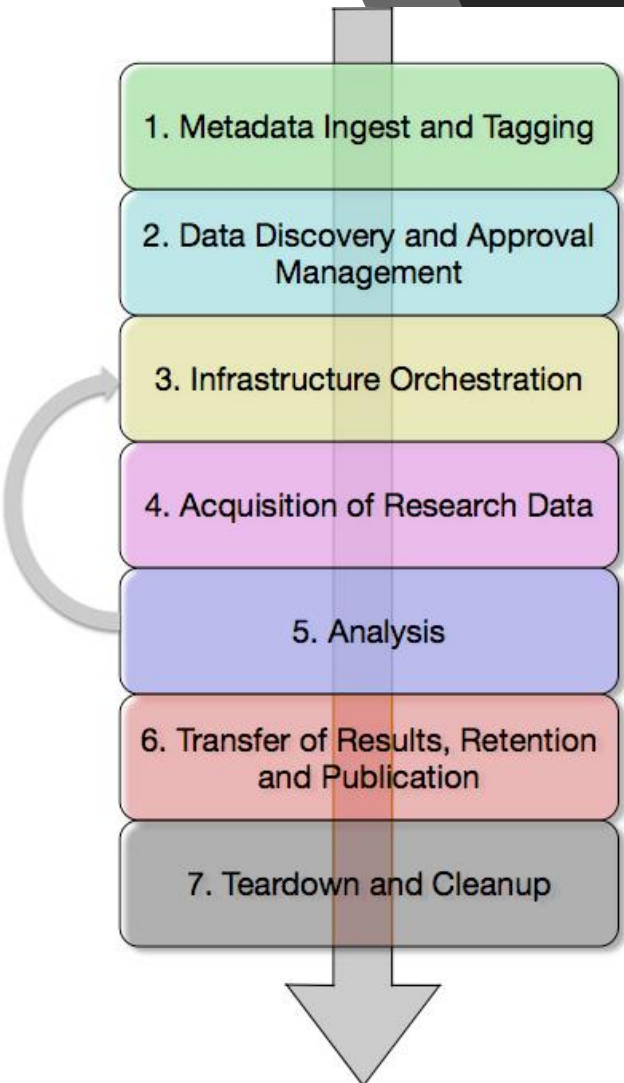 1. Metadata Ingest and Tagging
2. Data Discovery and Approval
Management
3. Infrastructure Orchestration
4. Acquisition of Research Data
5. Analysis
6. Transfer of Results, Retention
and Publication
7. Teardown and Cleanup